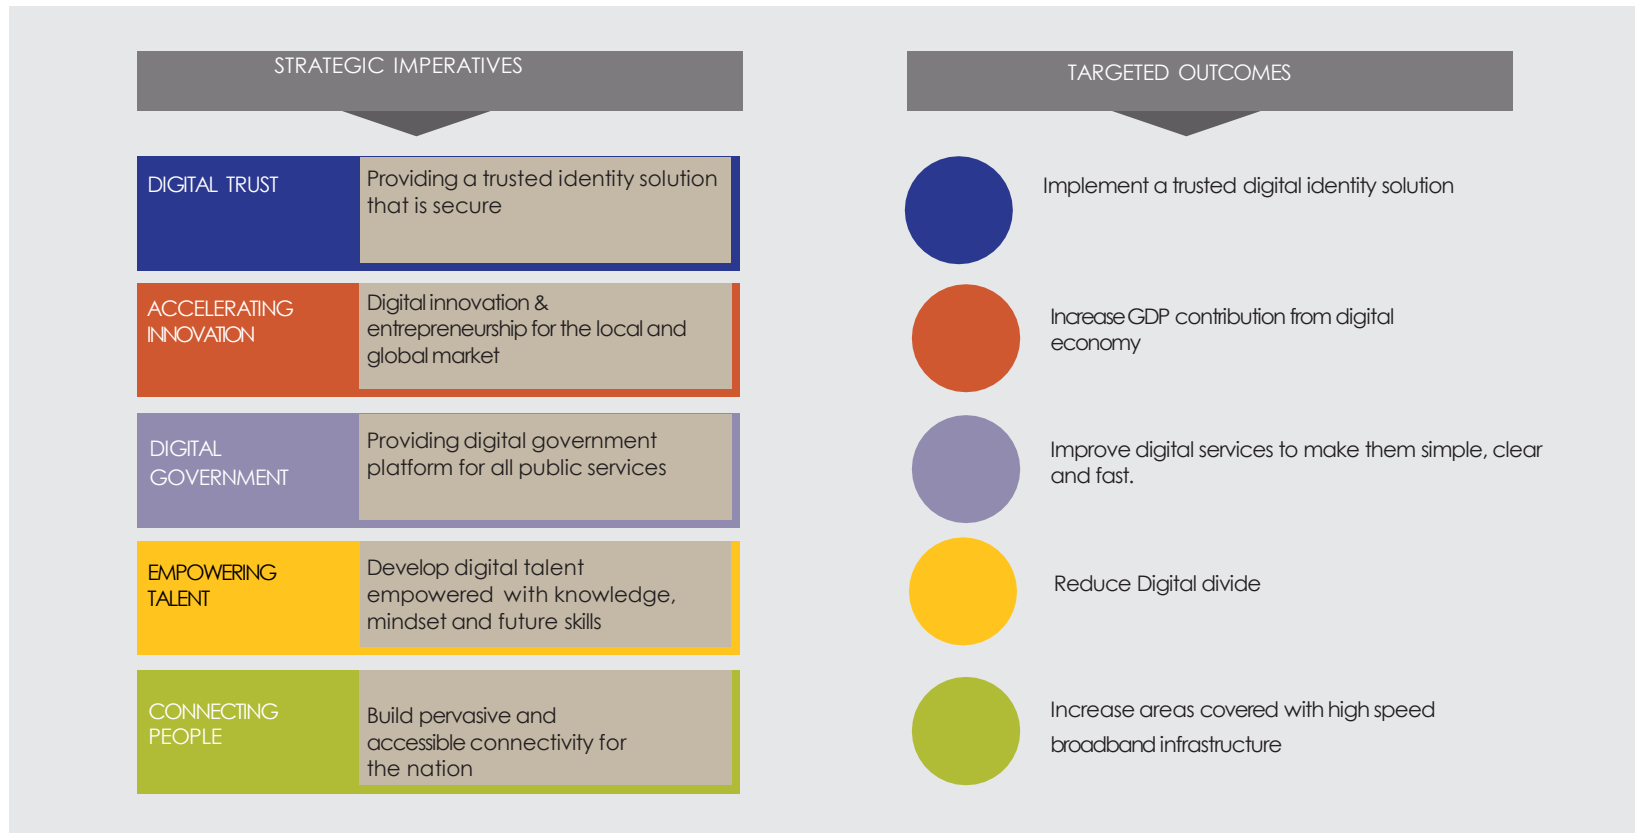 STRATEGIC IMPERATIVES
TARGETED OUTCOMES
DIGITAL TRUST
Providing a trusted identity solution
that is secure
Implement a trusted digital identity solution
ACCELERATING
INNOVATION
Digital innovation &
entrepreneurship for the local and
global market
Increase GDP contribution from digital
economy
DIGITAL
GOVERNMENT
Providing digital government
platform for all public services
Improve digital services to make them simple, clear
and fast.
EMPOWERING
TALENT
Develop digital talent
empowered with knowledge,
mindset and future skills
Reduce Digital divide
CONNECTING
PEOPLE
Build pervasive and
accessible connectivity for
the nation
Increase areas covered with high speed
broadband infrastructure